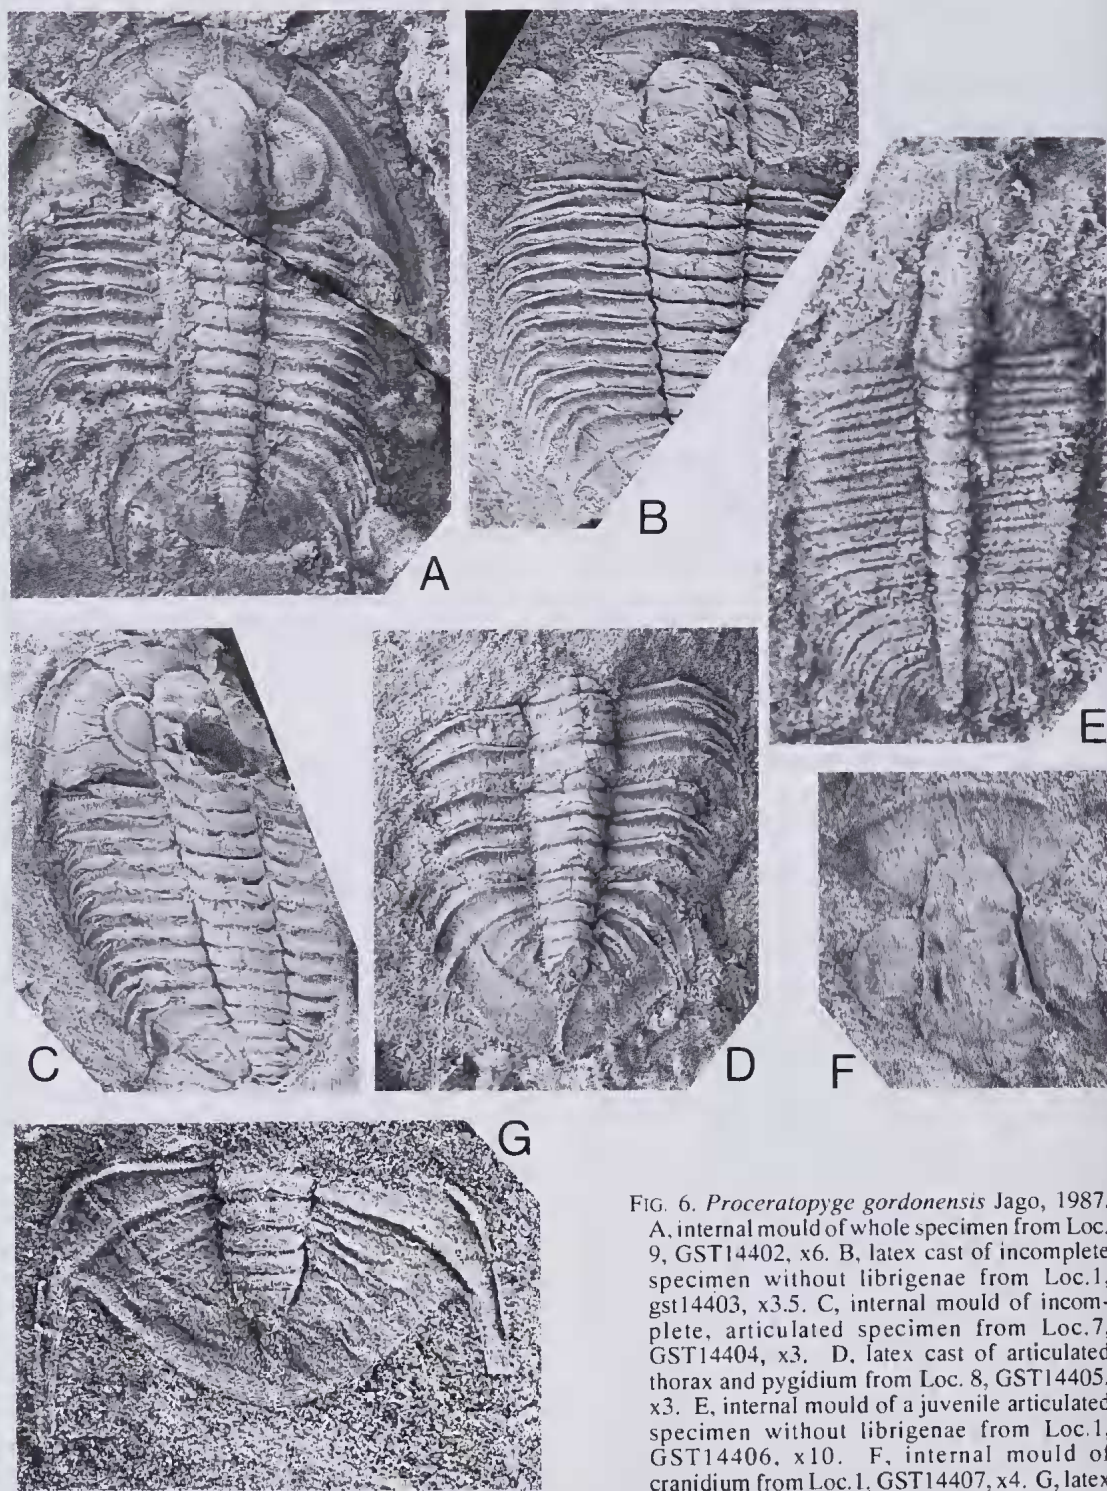 A
B
E
C
D
F
G
FIG. 6. Proceratopyge gordonensis Jago, 1987.
A, internal mould of whole specimen from Loc.
9, GST14402, x6. B, latex cast of incomplete
specimen without librigenae from Loc.1,
gst14403, x3.5. C, internal mould of incom-
plete, articulated specimen from Loc.7,
GST14404, x3. D, latex cast of articulated
thorax and pygidium from Loc. 8, GST14405,
x3. E, internal mould of a juvenile articulated
specimen without librigenae from Loc.1,
GST14406, x10. F, internal mould of
cranidium from Loc.1, GST14407, x4. G, latex